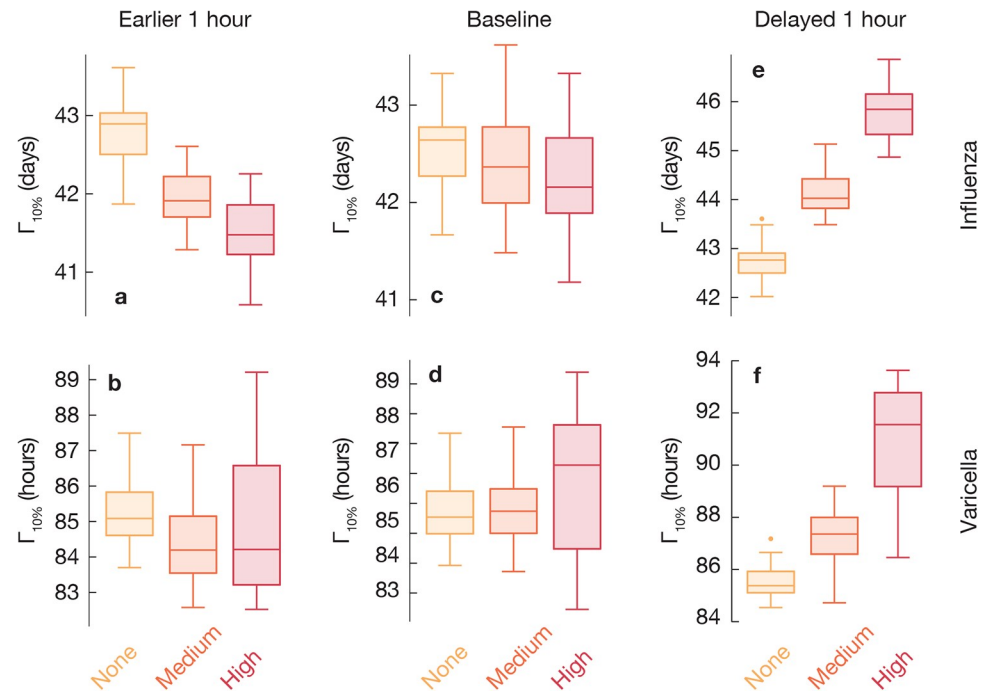 Earlier 1 hour
Baseline
Delayed 1 hour
Γ10% (days)
43
42
41
a
Γ10% (days)
43
42
41
c
Γ10% (days)
46
45
44
43
42
e
Influenza
Γ10% (hours)
89
88
87
86
85
84
83
b
None
Medium
High
Γ10% (hours)
89
88
87
86
85
84
83
d
None
Medium
High
Γ10% (hours)
94
92
90
88
86
84
f
None
Medium
High
Varicella